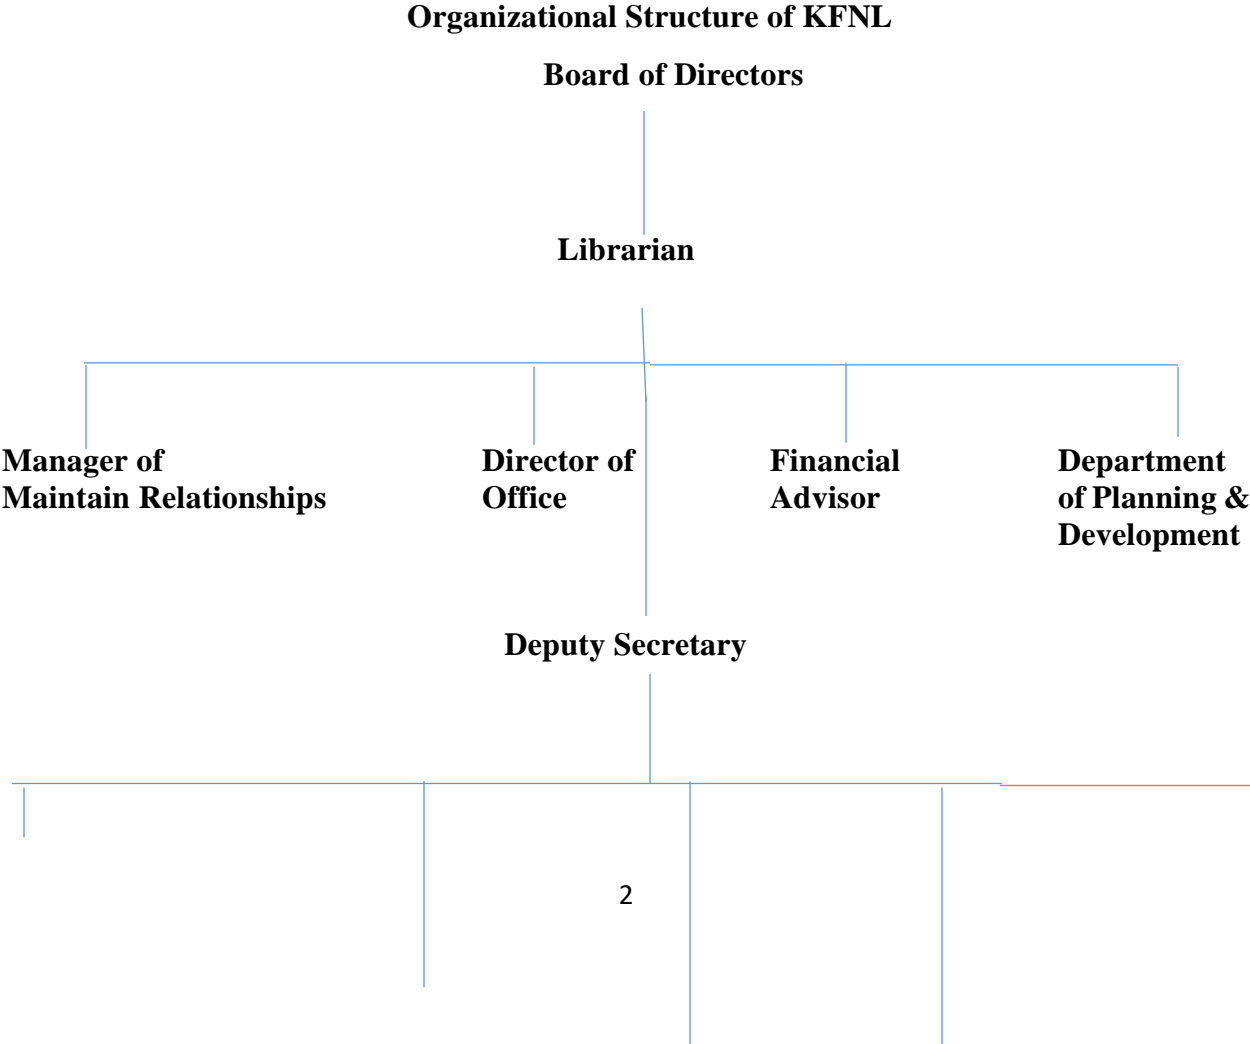 Organizational Structure of KFNL
Board of Directors
Librarian
Manager of
Maintain Relationships
Director of
Office
Financial
Advisor
Department
of Planning &
Development
Deputy Secretary
2